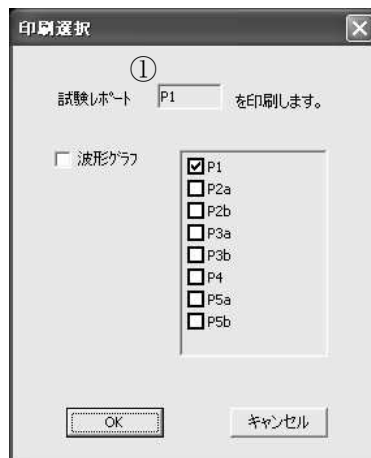 印刷選択
①
試験ﾚﾎﾟｰﾄ P1 を印刷します。
波形ｸﾞﾗﾌ
P1
P2a
P2b
P3a
P3b
P4
P5a
P5b
OK キャンセル